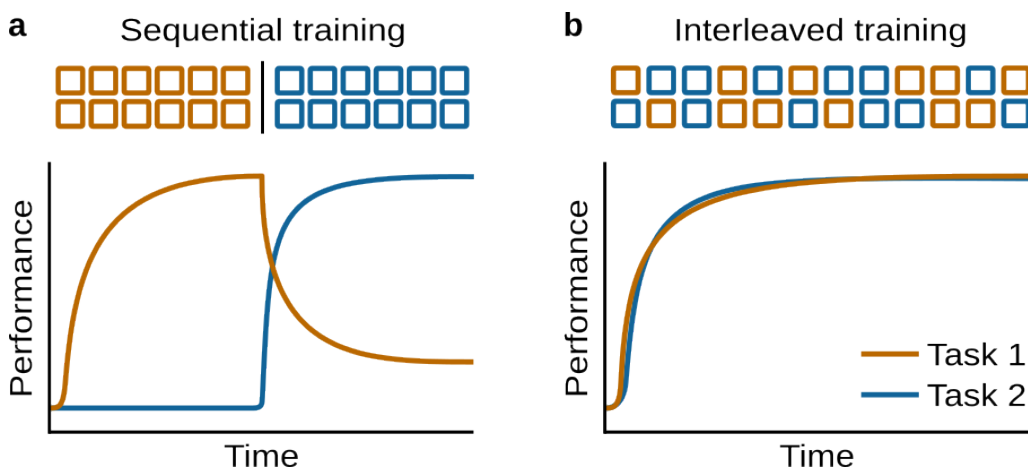 a
Sequential training
Performance
Time
b
Interleaved training
Performance
Task 1
Task 2
Time